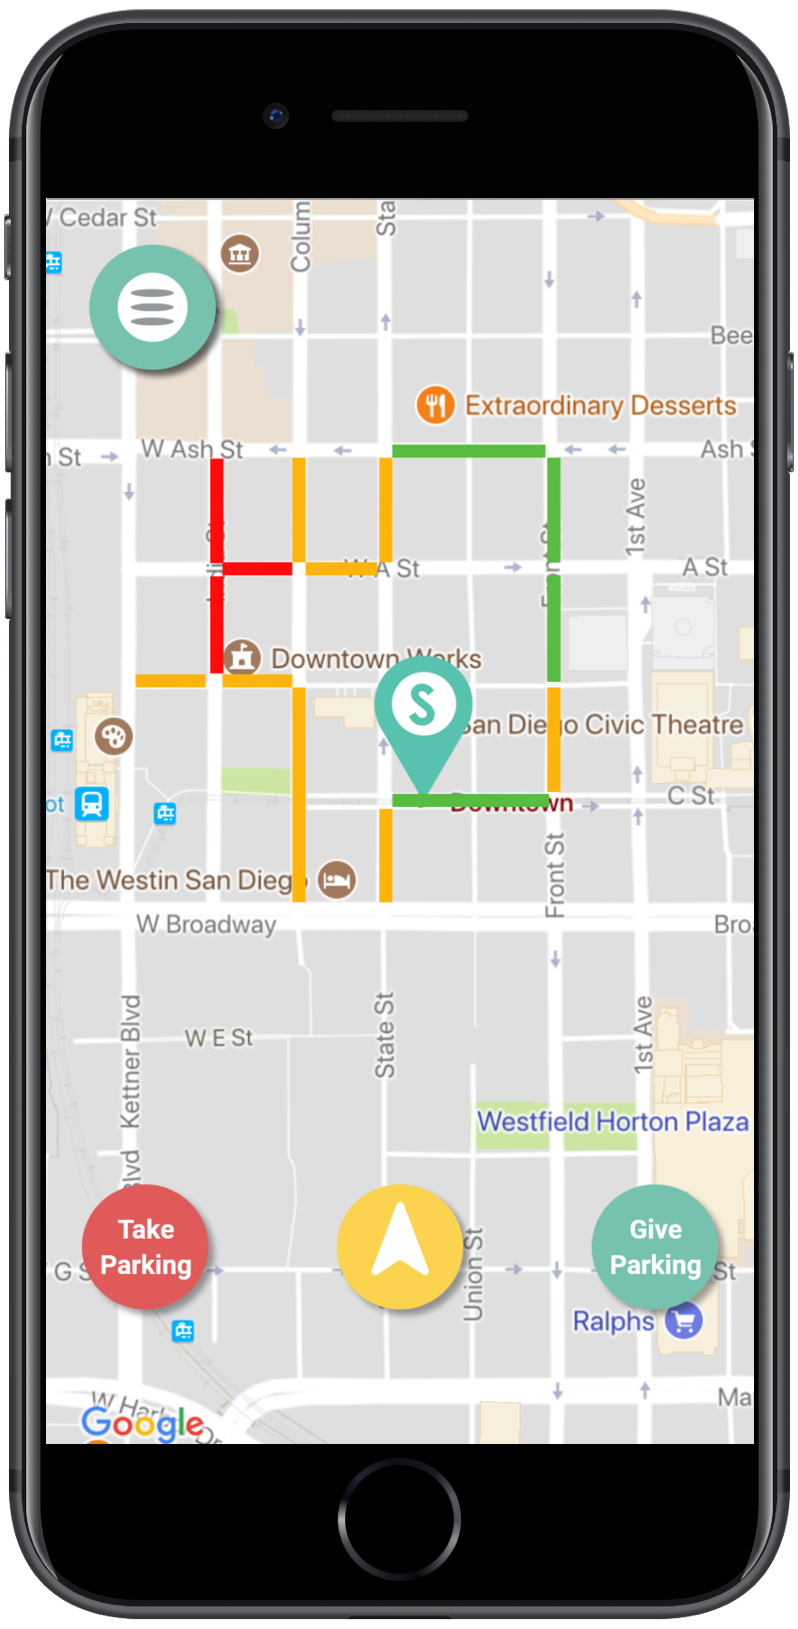 W Cedar St
Colum
Sta
Bee
Extraordinary Desserts
W Ash St
n St
Ash S
1st Ave
W A St
A St
Front St
Downtown Works
S
San Diego Civic Theatre
ot
Downtown
C St
Front St
The Westin San Diego
W Broadway
Bro
Kettner Blvd
W E St
State St
1st Ave
Westfield Horton Plaza
Blvd
Take
Parking
Give
Parking
G S
Union St
St
Ralphs
Ma
W Har
Dr
Google